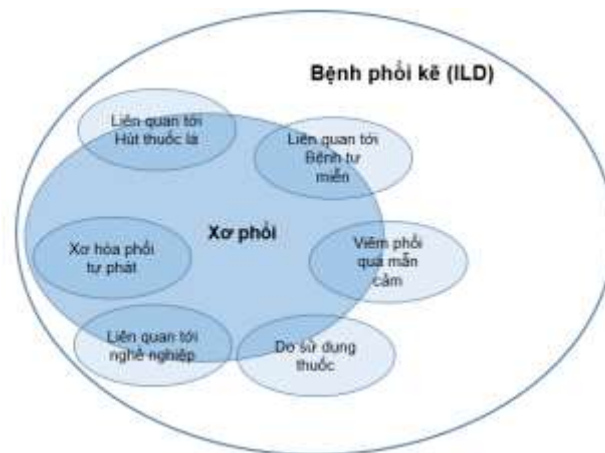 Bệnh phổi kẽ (ILD)
Liên quan tới
Hút thuốc lá
Liên quan tới
Bệnh tự
miễn
Xơ phổi
Xơ hóa phổi
tự phát
Viêm phổi
quá mẫn
cảm
Liên quan tới
nghề nghiệp
Do sử dụng
thuốc